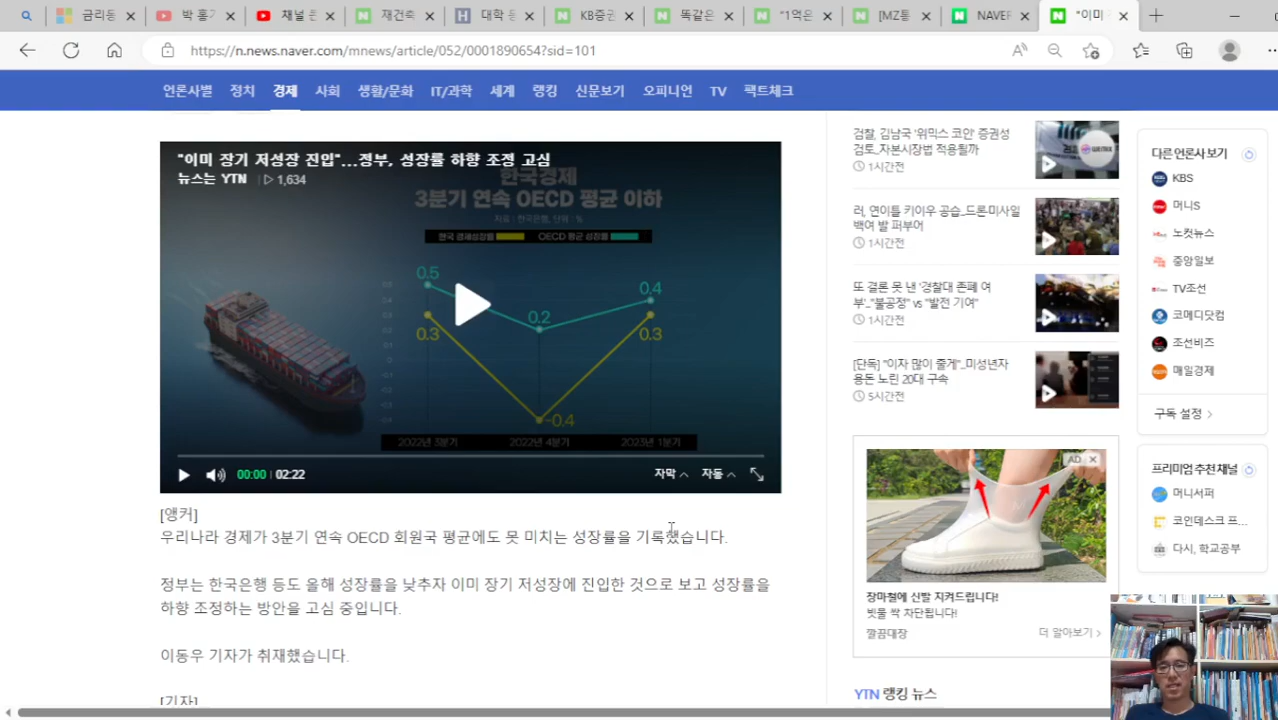 금리동
박 홍기
채널 른
재건축
대학 등
KB증권
똑같은
"1억은
[MZ톡
NAVER
"이미
https://n.news.naver.com/mnews/article/052/0001890654?sid=101
언론사별 정치 경제 사회 생활/문화 IT/과학 세계 랭킹 신문보기 오피니언 TV 팩트체크
"이미 장기 저성장 진입"...정부, 성장률 하향 조정 고심
뉴스는 YTN ▷ 1,634
한국경제
3분기 연속 OECD 평균 이하
자료 : 한국은행, 단위 : %
한국 경제성장률 OECD 평균 성장률
0.5
0.2
0.4
0.3
-0.4
0.3
2022년 3분기 2022년 4분기 2023년 1분기
00:00 02:22 자막 자동
[앵커]
우리나라 경제가 3분기 연속 OECD 회원국 평균에도 못 미치는 성장률을 기록했습니다.
정부는 한국은행 등도 올해 성장률을 낮추자 이미 장기 저성장에 진입한 것으로 보고 성장률을
하향 조정하는 방안을 고심 중입니다.
이동우 기자가 취재했습니다.
[기자]
검찰, 김남국 '위믹스 코인' 증권성
검토...자본시장법 적용될까
1시간전
러, 연이틀 키이우 공습...드론·미사일
백여 발 퍼부어
1시간전
또 결론 못 낸 '경찰대 존폐 여
부'..."불공정" vs "발전 기여"
1시간전
[단독] "이자 많이 줄게"...미성년자
용돈 노린 20대 구속
5시간전
AD
장마철에 신발 지켜드립니다!
빗물 싹 차단됩니다!
깔끔대장 더 알아보기 >
YTN 랭킹 뉴스
다른 언론사 보기
KBS
머니S
노컷뉴스
중앙일보
TV조선
코메디닷컴
조선비즈
매일경제
구독 설정 >
프리미엄 추천 채널
머니서퍼
코인데스크 프...
다시, 학교공부